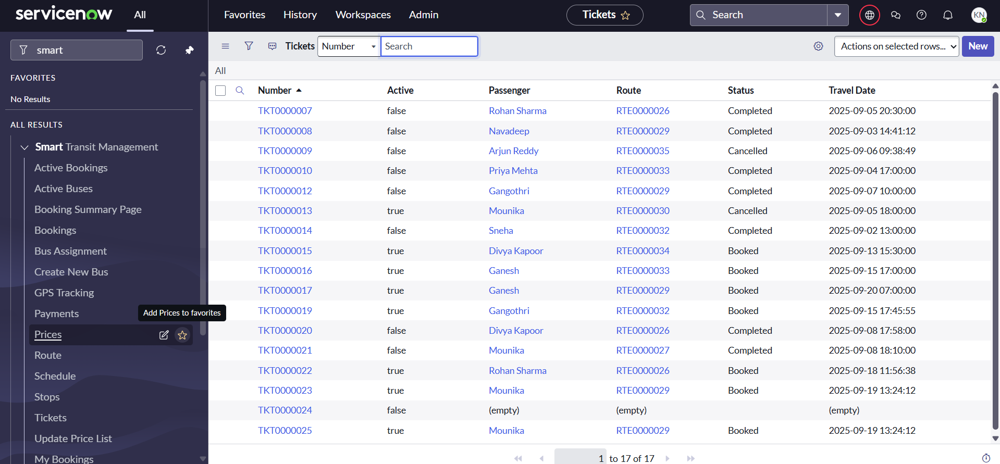 servicenow All Favorites History Workspaces Admin Tickets Search KN
smart
FAVORITES
No Results
ALL RESULTS
Smart Transit Management
Active Bookings
Active Buses
Booking Summary Page
Bookings
Bus Assignment
Create New Bus
GPS Tracking
Payments
Add Prices to favorites
Prices
Route
Schedule
Stops
Tickets
Update Price List
My Bookings
Tickets Number Search Actions on selected rows... New
All
Number Active Passenger Route Status Travel Date
TKT0000007 false Rohan Sharma RTE0000026 Completed 2025-09-05 20:30:00
TKT0000008 false Navadeep RTE0000029 Completed 2025-09-03 14:41:12
TKT0000009 false Arjun Reddy RTE0000035 Cancelled 2025-09-06 09:38:49
TKT0000010 false Priya Mehta RTE0000033 Completed 2025-09-04 17:00:00
TKT0000012 false Gangothri RTE0000029 Completed 2025-09-07 10:00:00
TKT0000013 true Mounika RTE0000030 Cancelled 2025-09-05 18:00:00
TKT0000014 false Sneha RTE0000032 Completed 2025-09-02 13:00:00
TKT0000015 true Divya Kapoor RTE0000034 Booked 2025-09-13 15:30:00
TKT0000016 true Ganesh RTE0000033 Booked 2025-09-15 17:00:00
TKT0000017 true Ganesh RTE0000029 Booked 2025-09-20 07:00:00
TKT0000019 true Gangothri RTE0000032 Booked 2025-09-15 17:45:55
TKT0000020 false Divya Kapoor RTE0000026 Completed 2025-09-08 17:58:00
TKT0000021 false Mounika RTE0000027 Completed 2025-09-08 18:10:00
TKT0000022 true Rohan Sharma RTE0000026 Booked 2025-09-18 11:56:38
TKT0000023 true Mounika RTE0000029 Booked 2025-09-19 13:24:12
TKT0000024 false (empty) (empty) (empty)
TKT0000025 true Mounika RTE0000029 Booked 2025-09-19 13:24:12
1 to 17 of 17